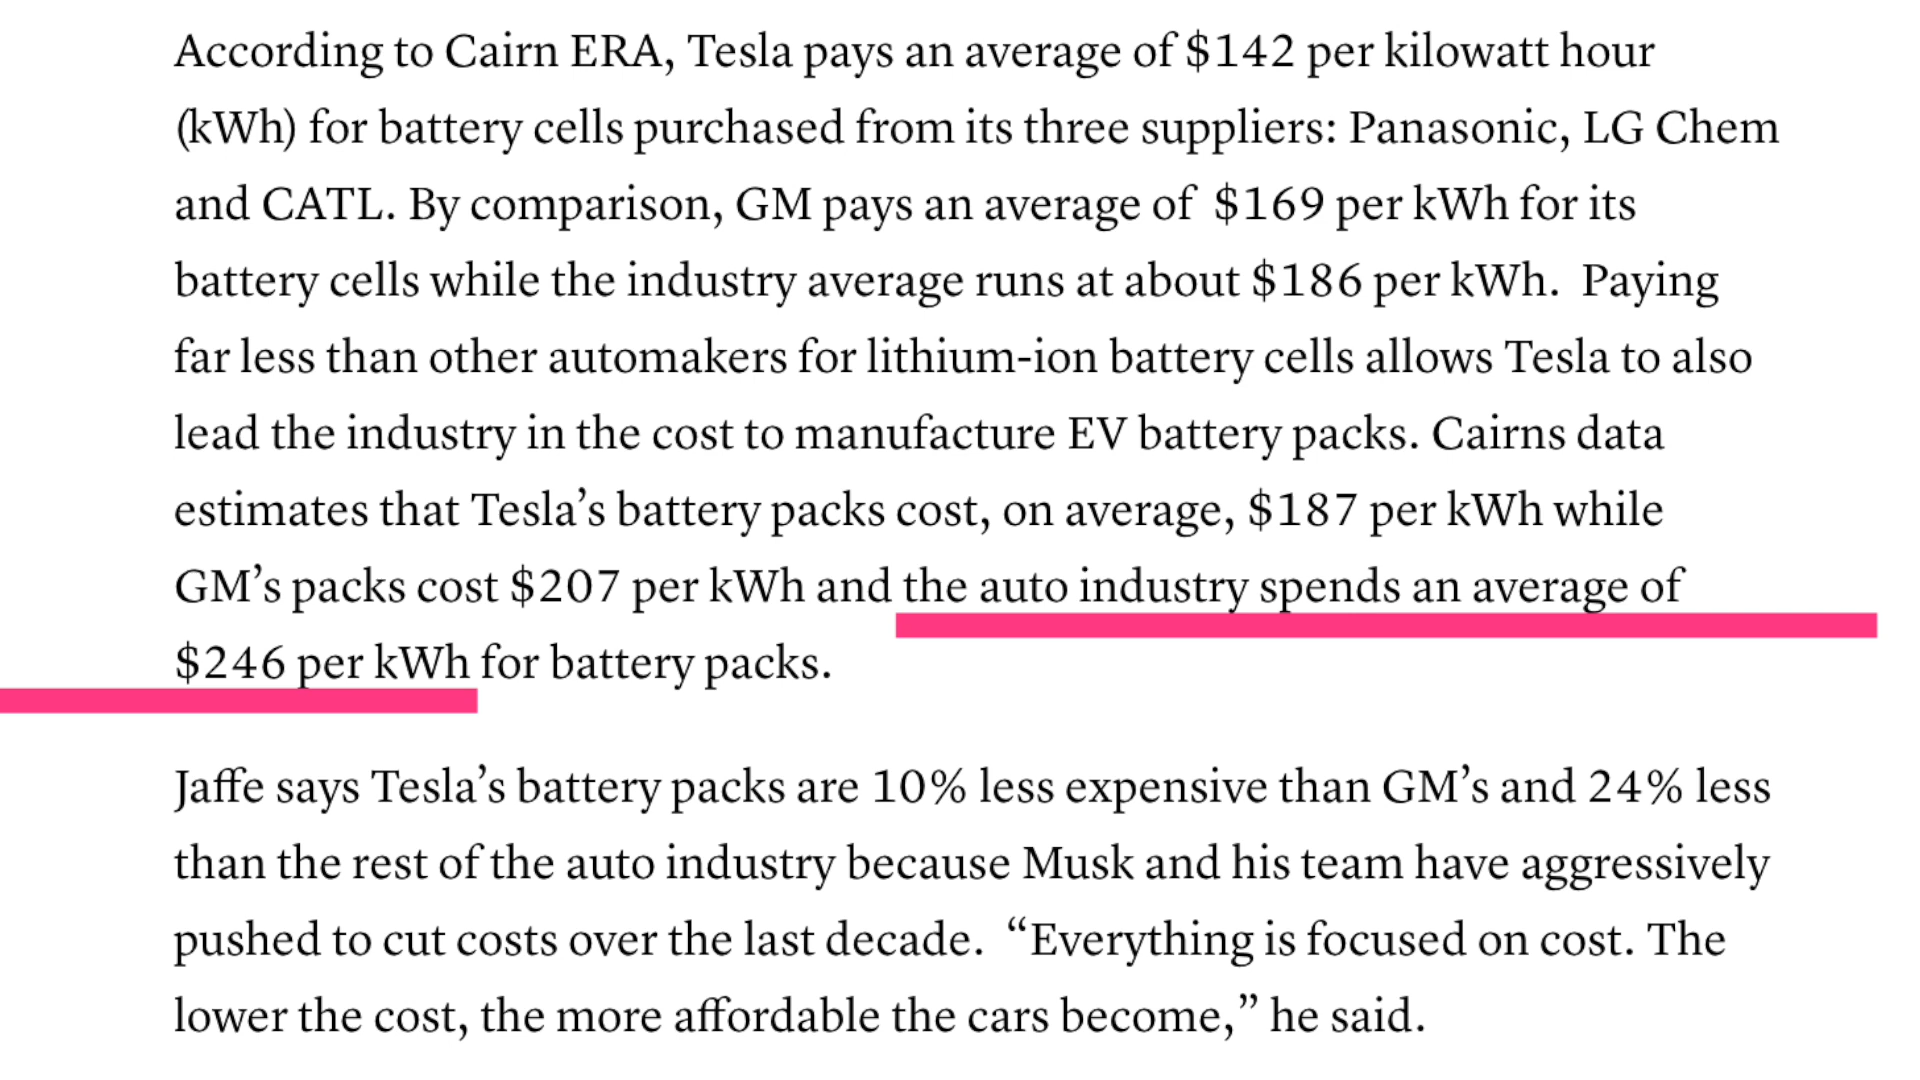 According to Cairn ERA, Tesla pays an average of $142 per kilowatt hour
(kWh) for battery cells purchased from its three suppliers: Panasonic, LG Chem
and CATL. By comparison, GM pays an average of  $169 per kWh for its
battery cells while the industry average runs at about $186 per kWh.  Paying
far less than other automakers for lithium-ion battery cells allows Tesla to also
lead the industry in the cost to manufacture EV battery packs. Cairns data
estimates that Tesla’s battery packs cost, on average, $187 per kWh while
GM’s packs cost $207 per kWh and the auto industry spends an average of
$246 per kWh for battery packs.
Jaffe says Tesla’s battery packs are 10% less expensive than GM’s and 24% less
than the rest of the auto industry because Musk and his team have aggressively
pushed to cut costs over the last decade.  “Everything is focused on cost. The
lower the cost, the more affordable the cars become,” he said.